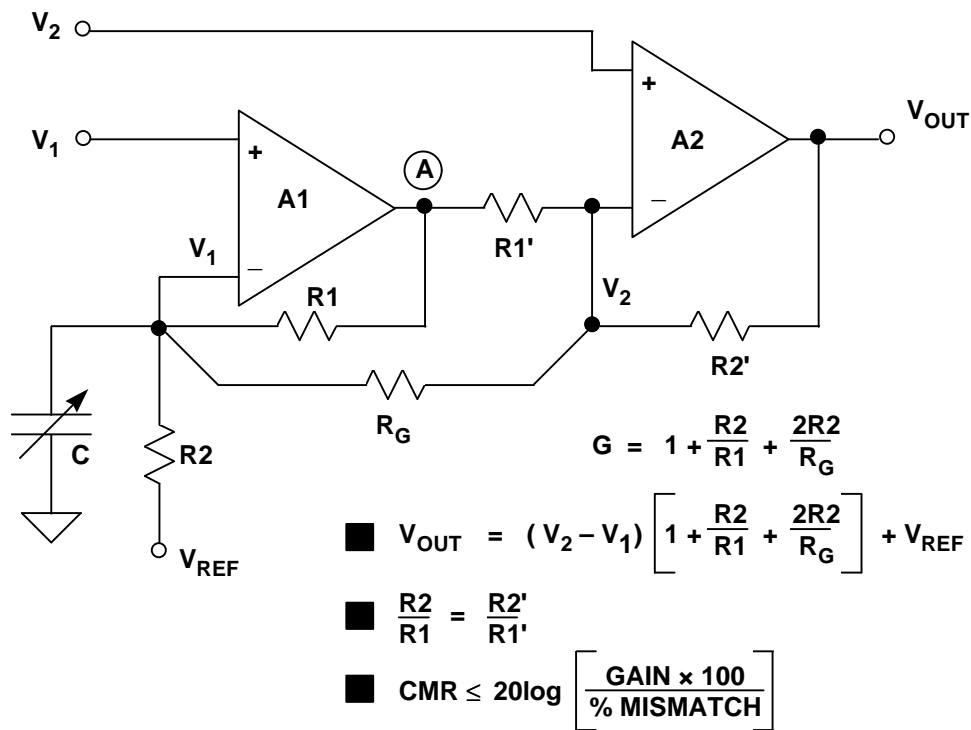 V2
V1
+
A1
−
V1
A
R1'
+
A2
−
VOUT
R1
V2
R2'
RG
C
R2
VREF
G = 1 + R2/R1 + 2R2/RG
■ VOUT = ( V2 – V1) [ 1 + R2/R1 + 2R2/RG ] + VREF
■ R2/R1 = R2'/R1'
■ CMR ≤ 20log [ GAIN × 100 / % MISMATCH ]